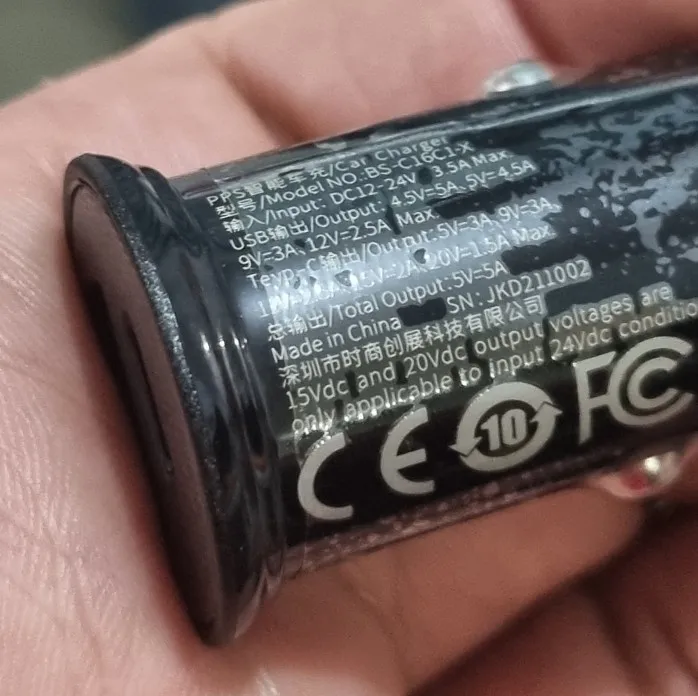 PPS智能车充/Car Charger
型号/Model NO.:BS-C16C1-X
输入/Input: DC12-24V 3.5A Max
USB输出/Output: 4.5V=5A, 5V=4.5A
9V=3A, 12V=2.5A Max
Teyp-C输出/Output:5V=3A, 9V=3A,
5V=2A, 20V=1.5A Max
总输出/Total Output:5V=5A
Made in China SN: JKD211002
深圳市时商创展科技有限公司
15Vdc and 20Vdc output voltages are
only applicable to input 24Vdc conditio
CE 10 FC